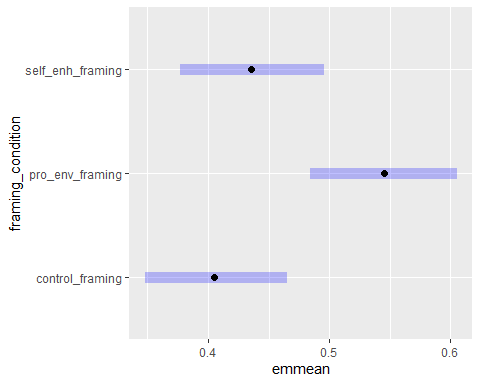 framing_condition
self_enh_framing
pro_env_framing
control_framing
0.4 0.5 0.6
emmean